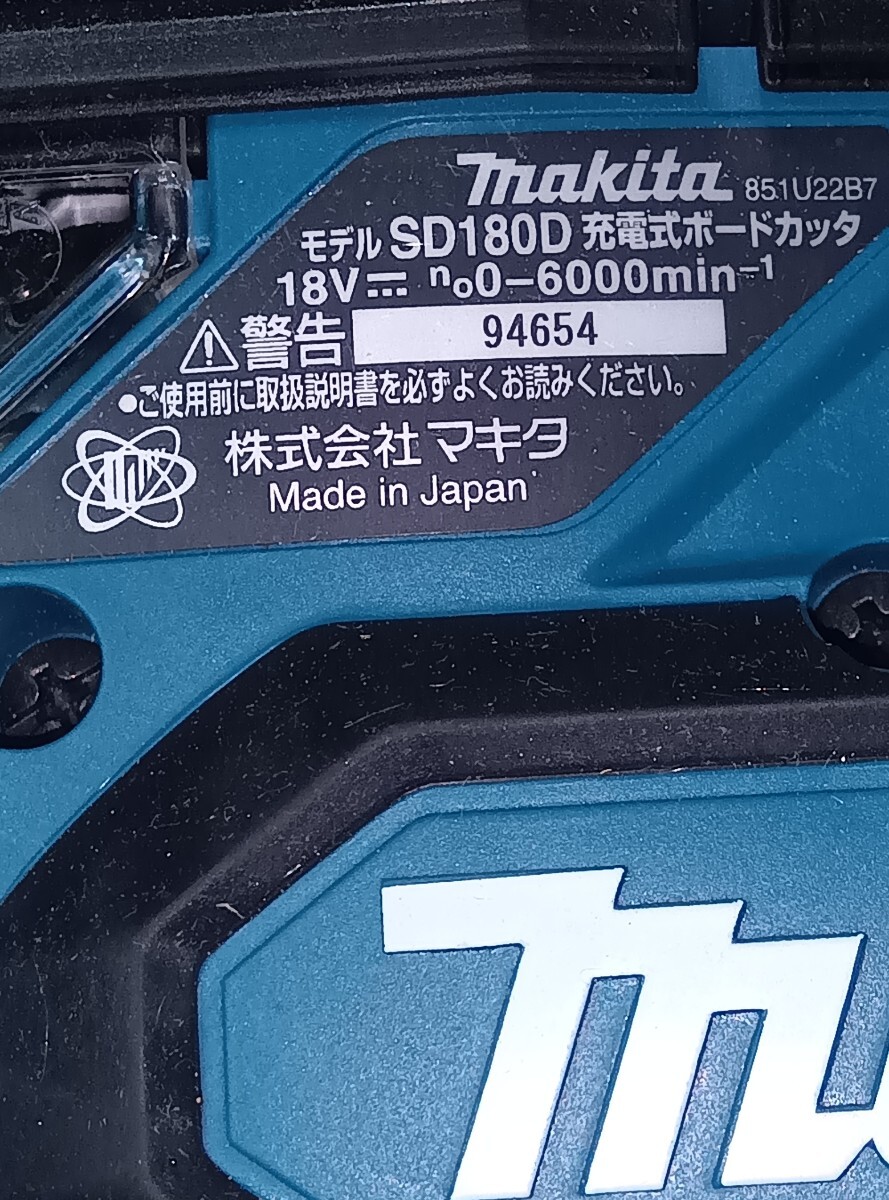 makita 851U22B7
モデル SD180D 充電式ボードカッタ
18V⎓ n₀0−6000min⁻¹
警告 94654
●ご使用前に取扱説明書を必ずよくお読みください。
株式会社 マキタ
Made in Japan